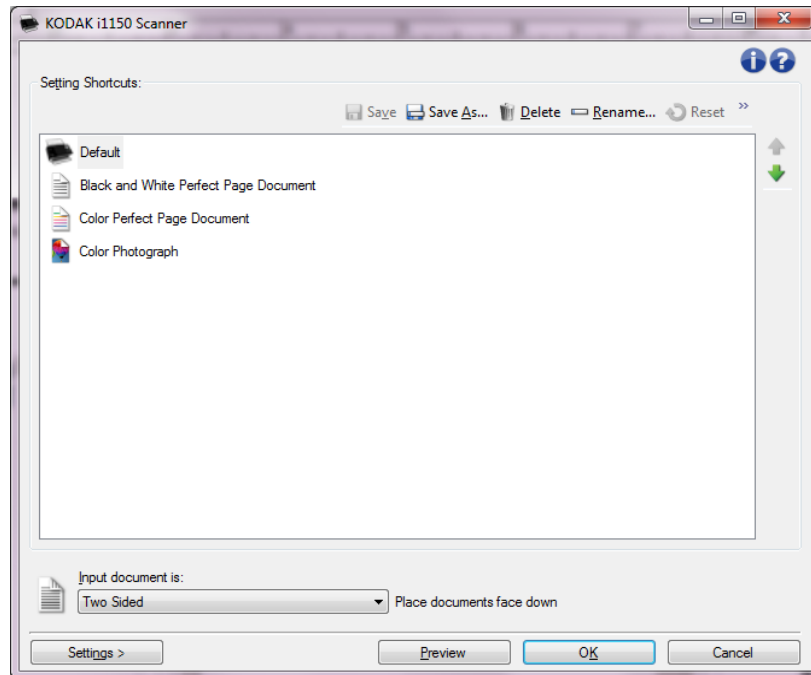 KODAK i1150 Scanner
Setting Shortcuts:
Save Save As... Delete Rename... Reset »
Default
Black and White Perfect Page Document
Color Perfect Page Document
Color Photograph
Input document is:
Two Sided Place documents face down
Settings > Preview OK Cancel